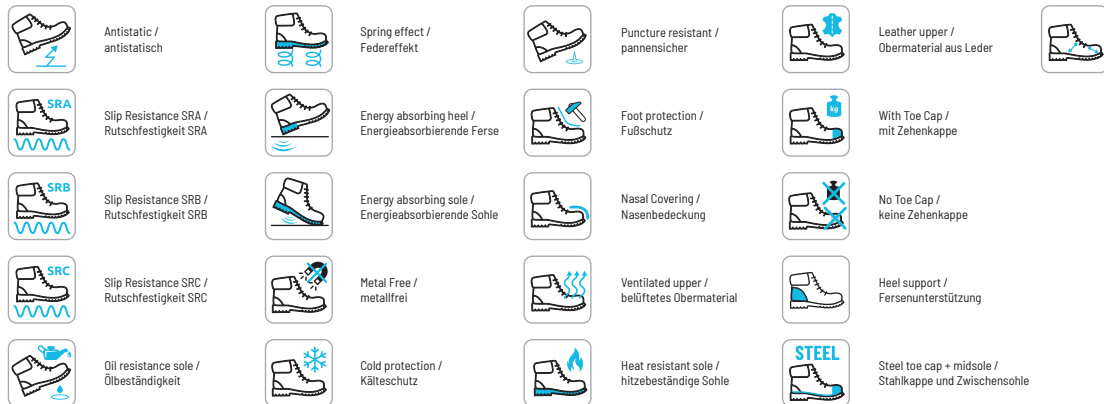 Antistatic /
antistatisch
Spring effect /
Federeffekt
Puncture resistant /
pannensicher
Leather upper /
Obermaterial aus Leder
SRA
Slip Resistance SRA /
Rutschfestigkeit SRA
Energy absorbing heel /
Energieabsorbierende Ferse
Foot protection /
Fußschutz
kg
With Toe Cap /
mit Zehenkappe
SRB
Slip Resistance SRB /
Rutschfestigkeit SRB
Energy absorbing sole /
Energieabsorbierende Sohle
Nasal Covering /
Nasenbedeckung
No Toe Cap /
keine Zehenkappe
SRC
Slip Resistance SRC /
Rutschfestigkeit SRC
Metal Free /
metallfrei
Ventilated upper /
belüftetes Obermaterial
Heel support /
Fersenunterstützung
Oil resistance sole /
Ölbeständigkeit
Cold protection /
Kälteschutz
Heat resistant sole /
hitzebeständige Sohle
STEEL
Steel toe cap + midsole /
Stahlkappe und Zwischensohle